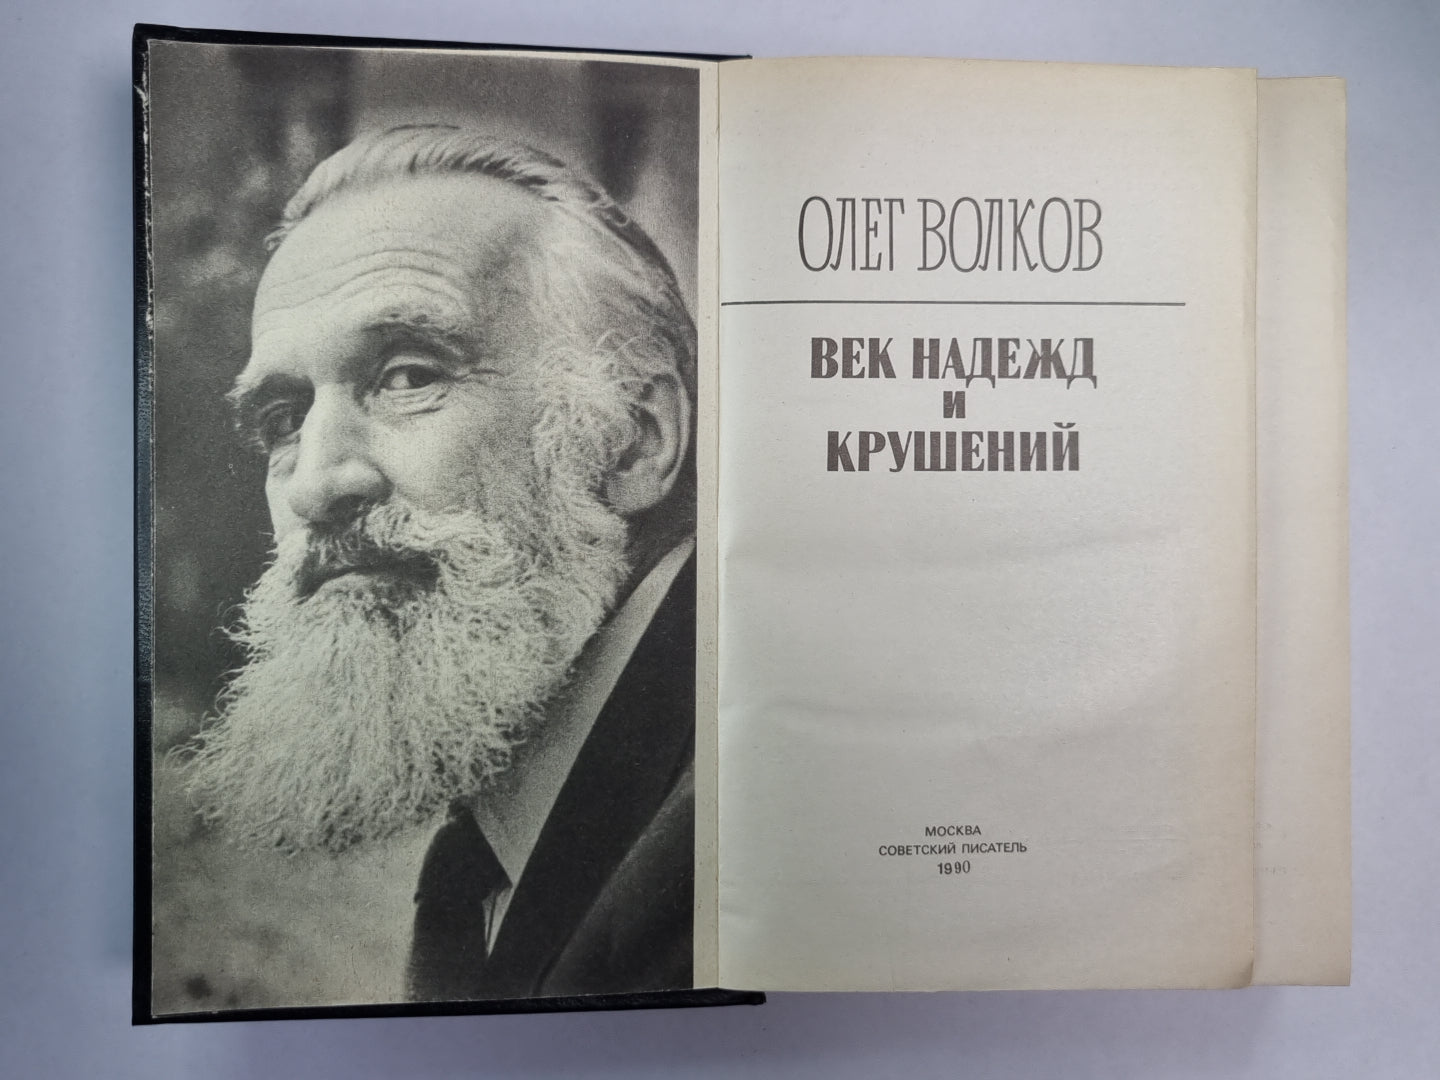 ОЛЕГ ВОЛКОВ
ВЕК НАДЕЖД
И
КРУШЕНИЙ
МОСКВА
СОВЕТСКИЙ ПИСАТЕЛЬ
1990